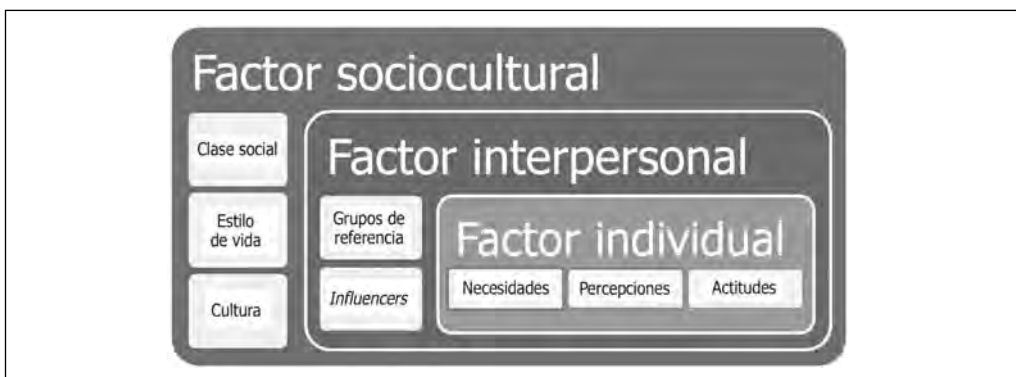 Factor sociocultural
Clase social
Estilo
de vida
Cultura
Factor interpersonal
Grupos de
referencia
Influencers
Factor individual
Necesidades
Percepciones
Actitudes